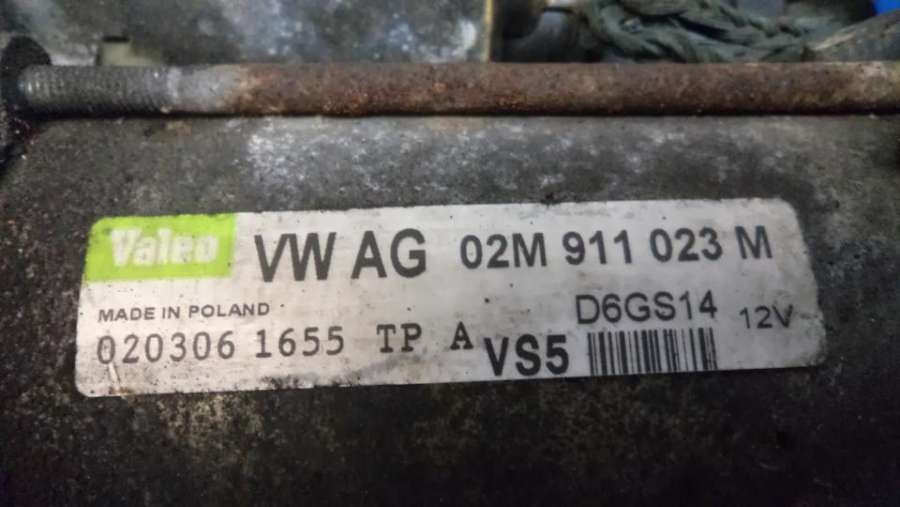 Valeo VW AG 02M 911 023 M
MADE IN POLAND D6GS14 12V
020306 1655 TP A VS5